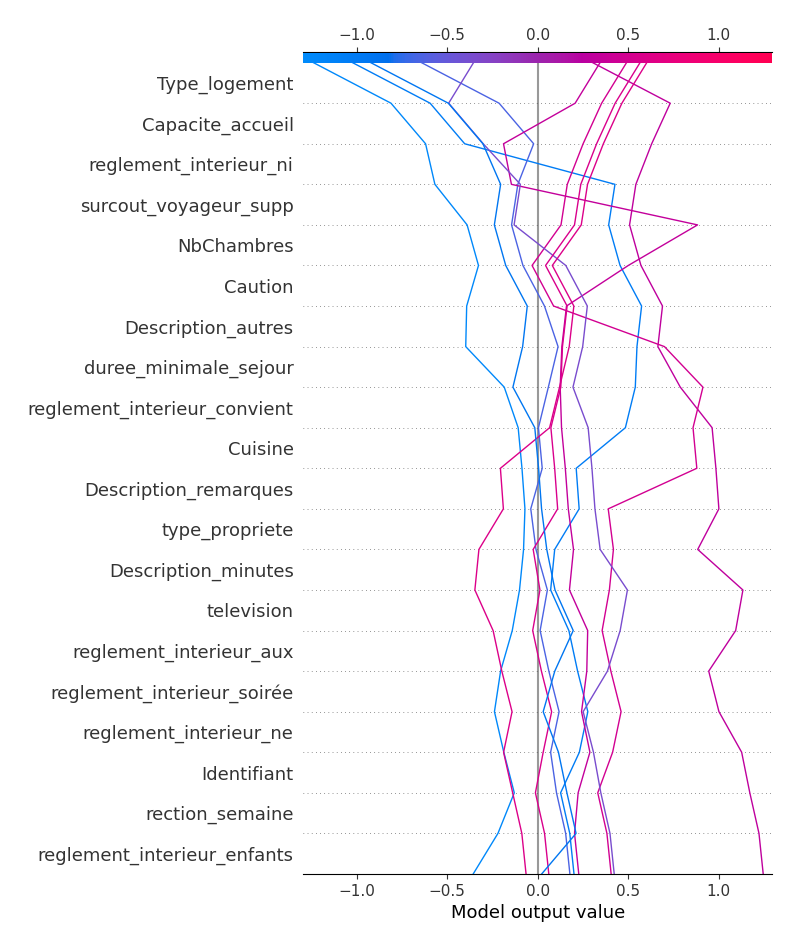 −1.0 −0.5 0.0 0.5 1.0
Type_logement
Capacite_accueil
reglement_interieur_ni
surcout_voyageur_supp
NbChambres
Caution
Description_autres
duree_minimale_sejour
reglement_interieur_convient
Cuisine
Description_remarques
type_propriete
Description_minutes
television
reglement_interieur_aux
reglement_interieur_soirée
reglement_interieur_ne
Identifiant
rection_semaine
reglement_interieur_enfants
−1.0 −0.5 0.0 0.5 1.0
Model output value